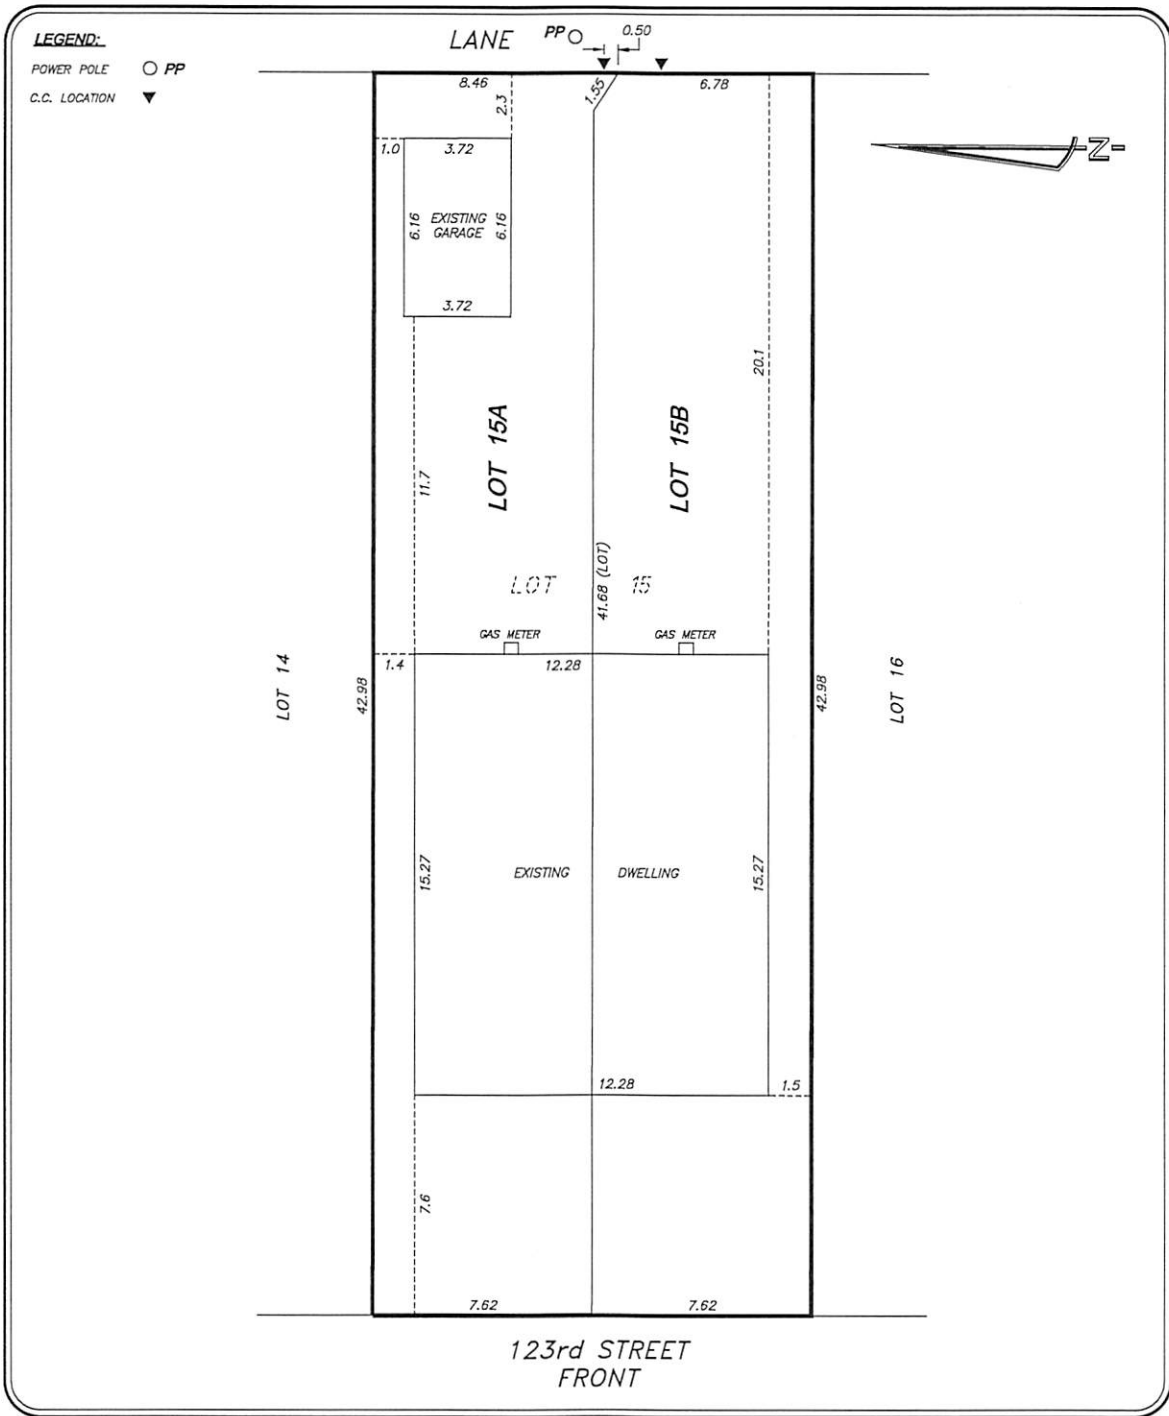 LEGEND:
POWER POLE ○ PP
C.C. LOCATION ▼
LANE
PP
0.50
8.46
1.55
6.78
2.3
1.0
3.72
6.16
EXISTING
GARAGE
6.16
3.72
Z
20.1
11.7
LOT 15A
LOT 15B
LOT 15
41.68 (LOT)
GAS METER
GAS METER
1.4
12.28
LOT 14
42.98
42.98
LOT 16
15.27
EXISTING DWELLING
15.27
12.28
1.5
7.6
7.62
7.62
123rd STREET
FRONT